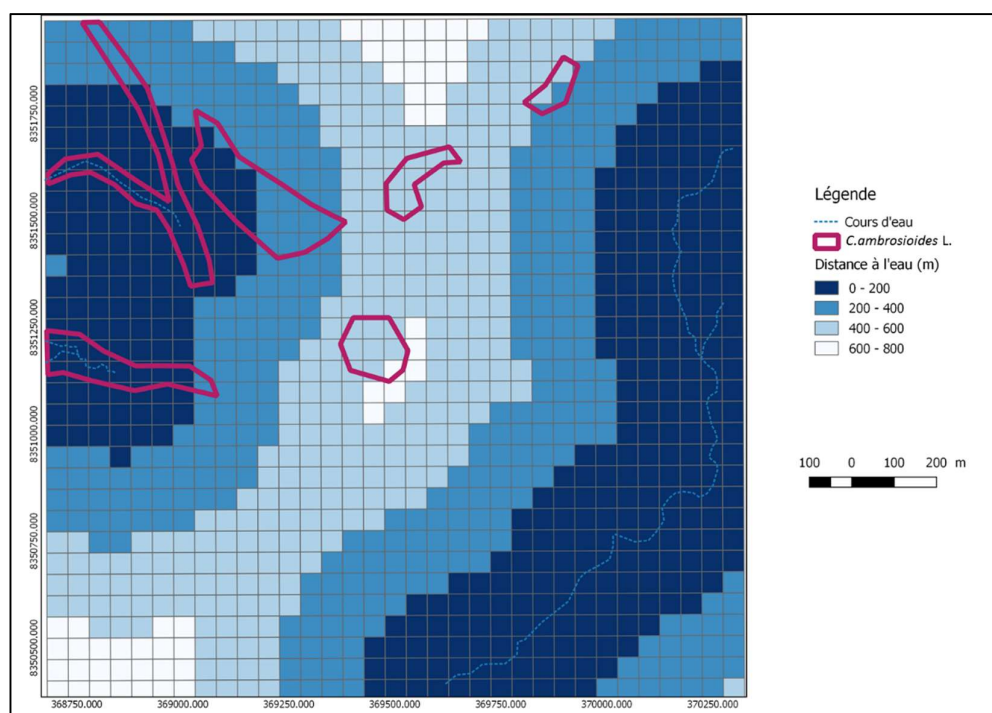 8351750.000
8351500.000
8351250.000
8351000.000
8350750.000
8350500.000
368750.000 369000.000 369250.000 369500.000 369750.000 370000.000 370250.000
Légende
Cours d'eau
C.ambrosioides L.
Distance à l'eau (m)
0 - 200
200 - 400
400 - 600
600 - 800
100 0 100 200 m